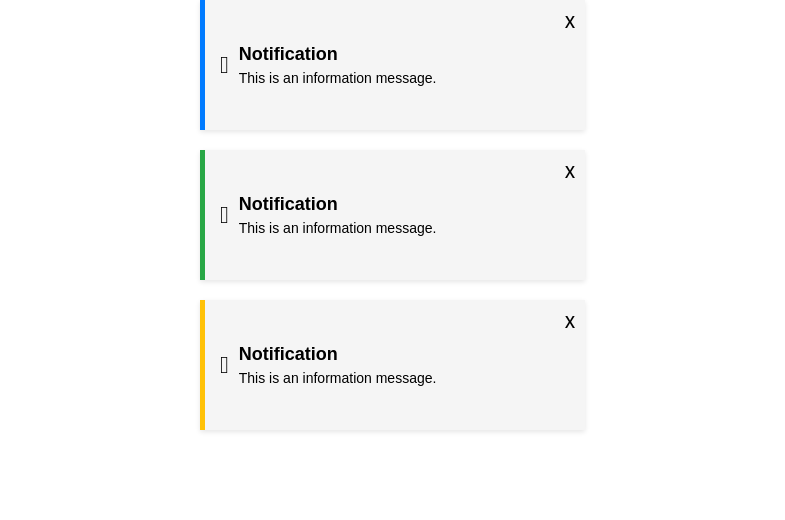 X
Notification
This is an information message.
X
Notification
This is an information message.
X
Notification
This is an information message.